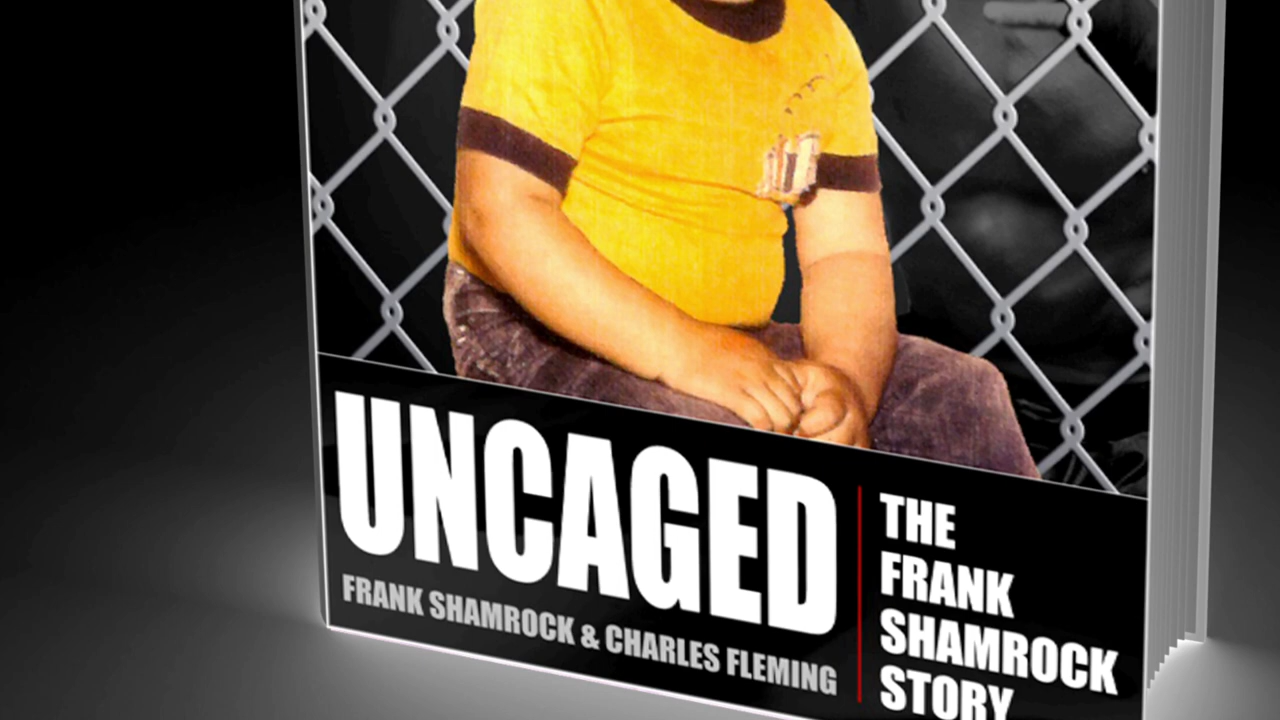 UNCAGED
FRANK SHAMROCK & CHARLES FLEMING
THE
FRANK
SHAMROCK
STORY